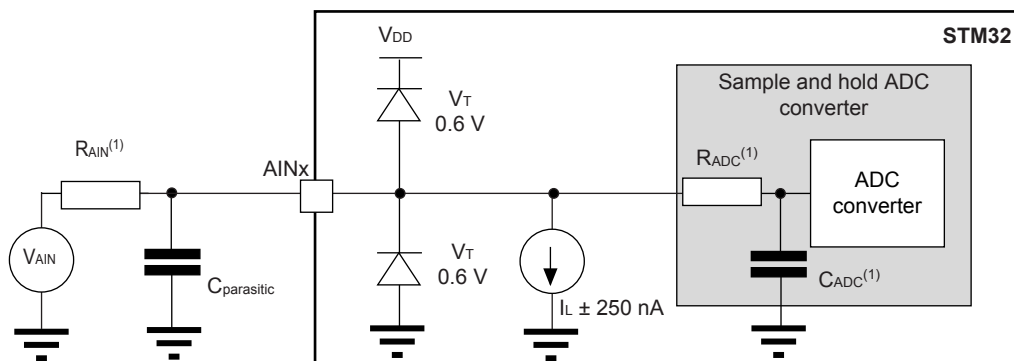 STM32
VDD
Sample and hold ADC
converter
VT
0.6 V
RAIN(1)
AINx
RADC(1)
ADC
converter
VAIN
Cparasitic
VT
0.6 V
IL ± 250 nA
CADC(1)